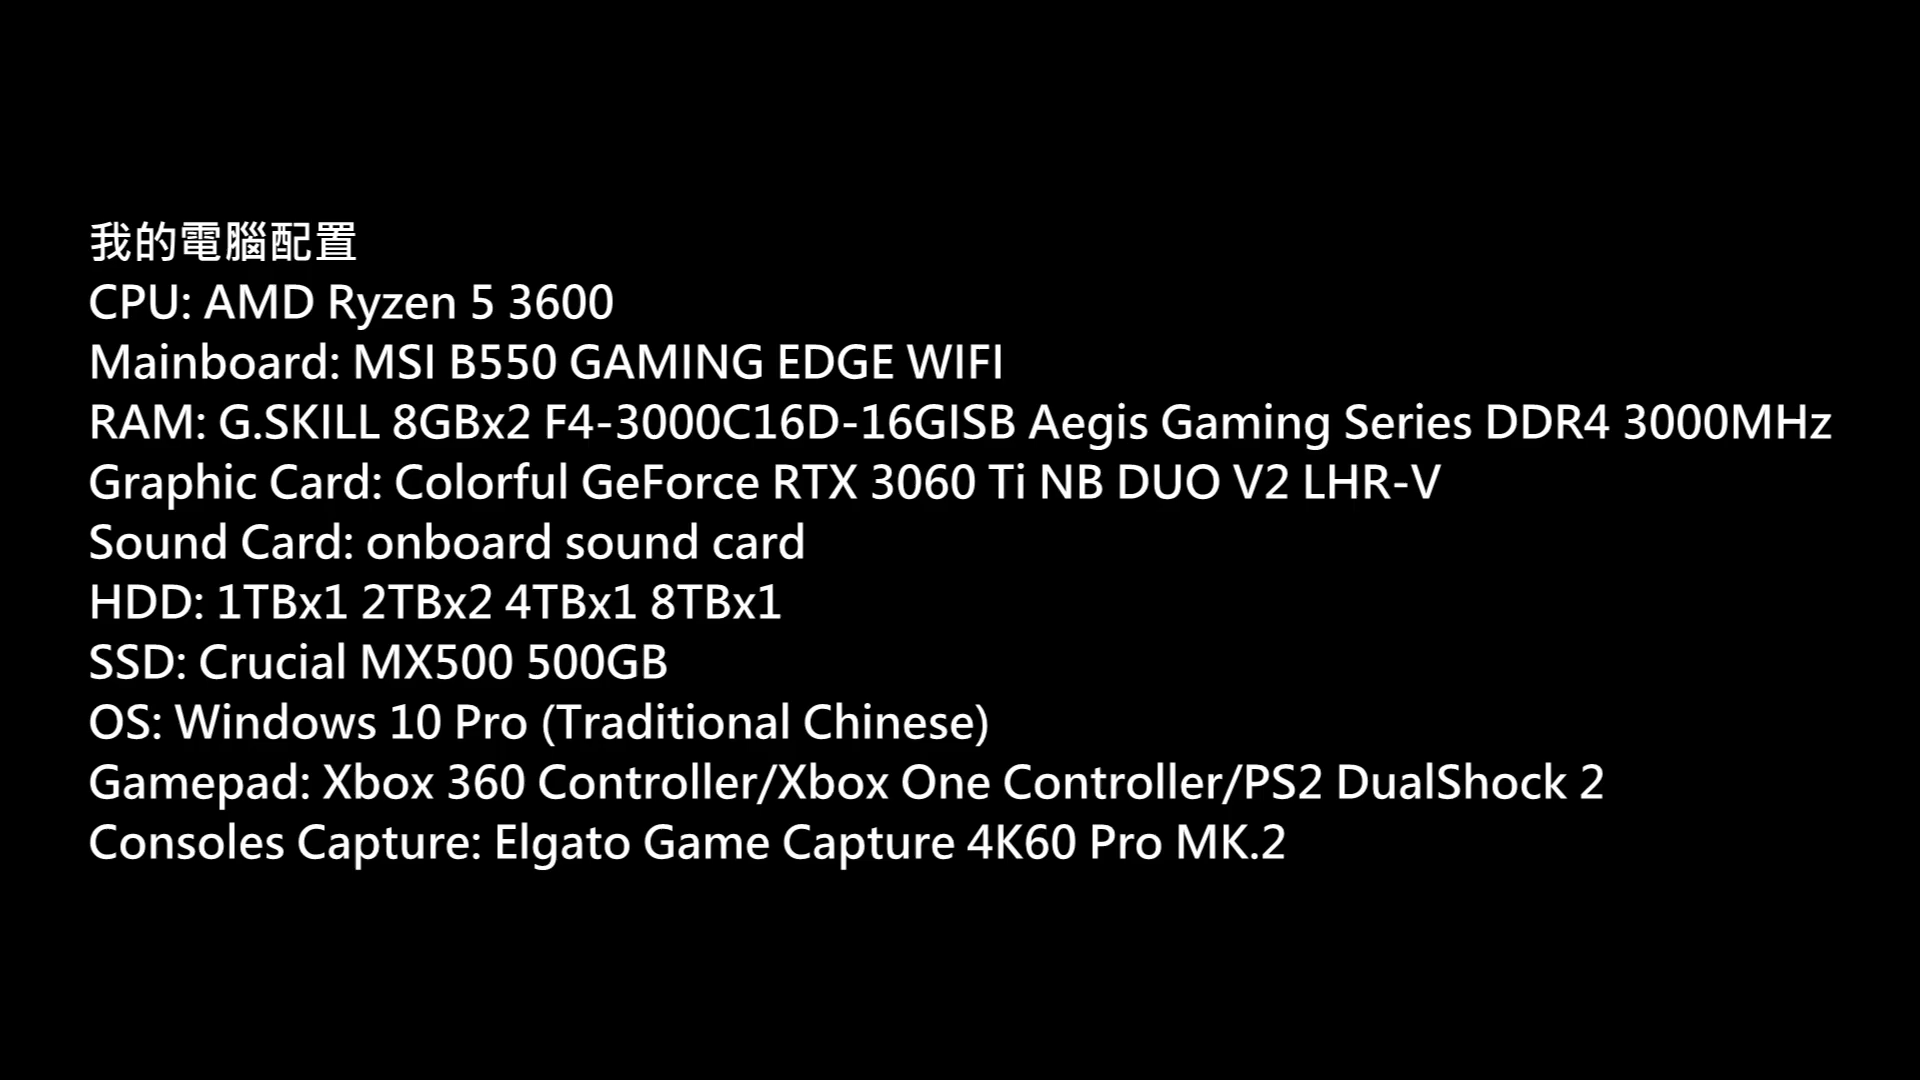 我的電腦配置
CPU: AMD Ryzen 5 3600
Mainboard: MSI B550 GAMING EDGE WIFI
RAM: G.SKILL 8GBx2 F4-3000C16D-16GISB Aegis Gaming Series DDR4 3000MHz
Graphic Card: Colorful GeForce RTX 3060 Ti NB DUO V2 LHR-V
Sound Card: onboard sound card
HDD: 1TBx1 2TBx2 4TBx1 8TBx1
SSD: Crucial MX500 500GB
OS: Windows 10 Pro (Traditional Chinese)
Gamepad: Xbox 360 Controller/Xbox One Controller/PS2 DualShock 2
Consoles Capture: Elgato Game Capture 4K60 Pro MK.2